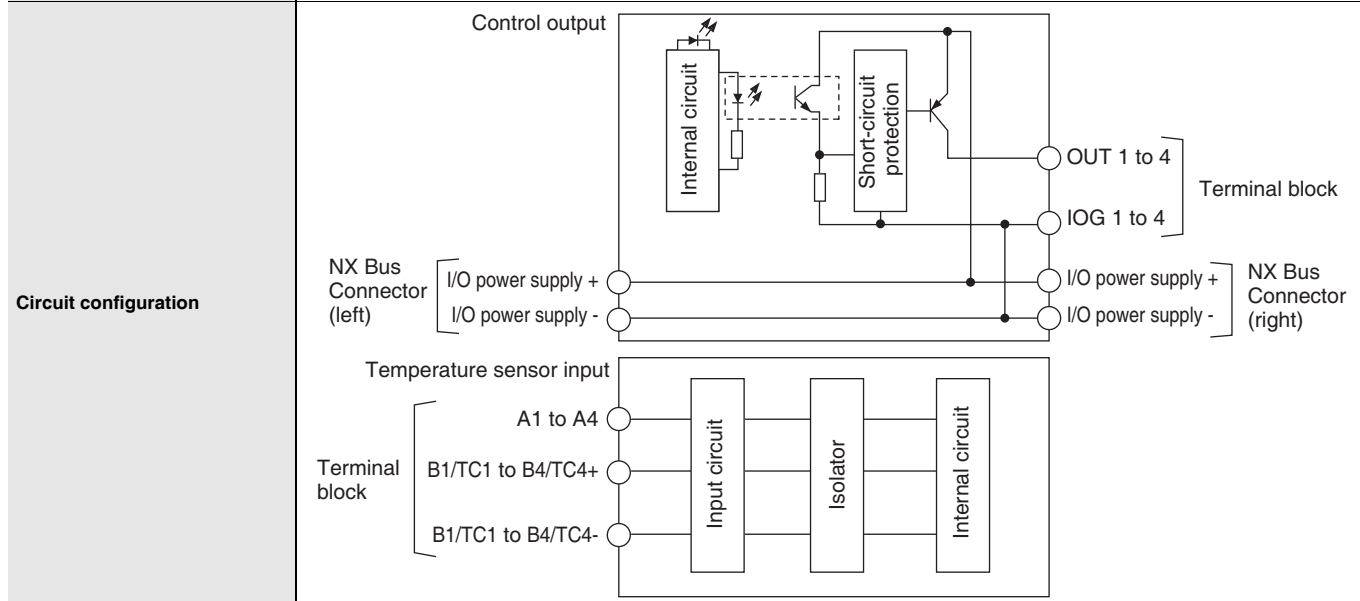 Circuit configuration
Control output
Internal circuit
Short-circuit
protection
OUT 1 to 4
IOG 1 to 4
Terminal block
NX Bus
Connector
(left)
I/O power supply +
I/O power supply -
I/O power supply +
I/O power supply -
NX Bus
Connector
(right)
Temperature sensor input
Terminal
block
A1 to A4
B1/TC1 to B4/TC4+
B1/TC1 to B4/TC4-
Input circuit
Isolator
Internal circuit